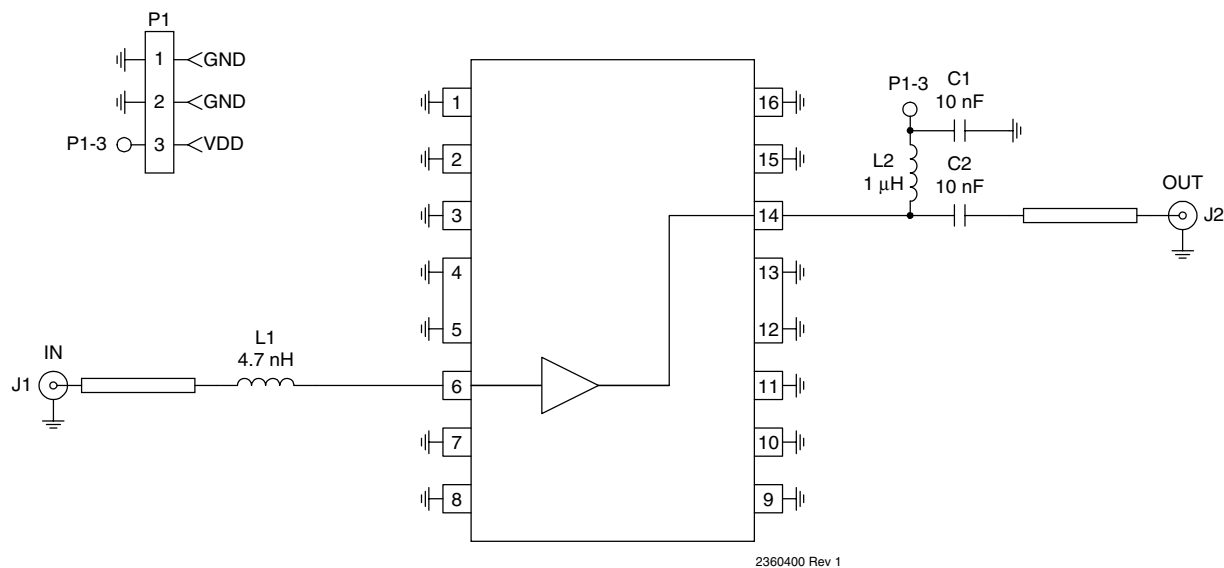 P1
1 GND
2 GND
P1-3 3 VDD
1
2
3
4
5
6
7
8
16
15
14
13
12
11
10
9
IN
J1
L1
4.7 nH
P1-3
C1
10 nF
L2
1 μH
C2
10 nF
OUT
J2
2360400 Rev 1